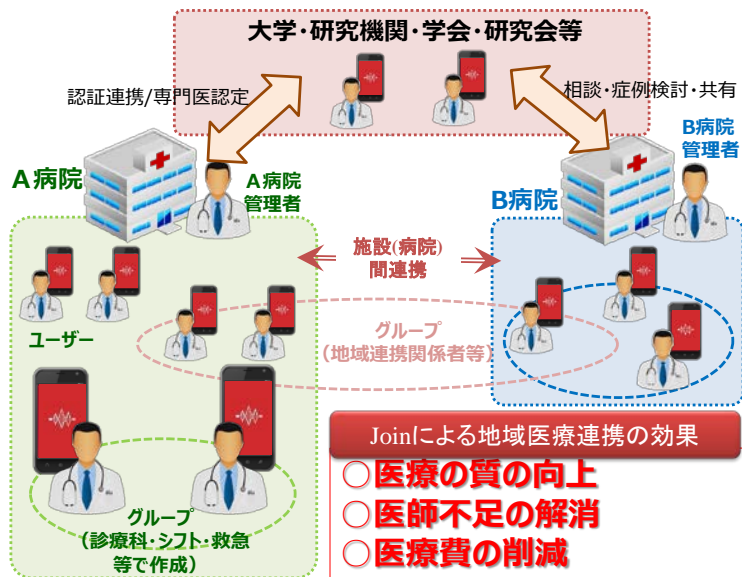 大学・研究機関・学会・研究会等
認証連携/専門医認定
相談・症例検討・共有
A病院
A病院
管理者
B病院
管理者
B病院
施設(病院)
間連携
ユーザー
グループ
（地域連携関係者等）
グループ
（診療科・シフト・救急
等で作成）
Joinによる地域医療連携の効果
○医療の質の向上
○医師不足の解消
○医療費の削減